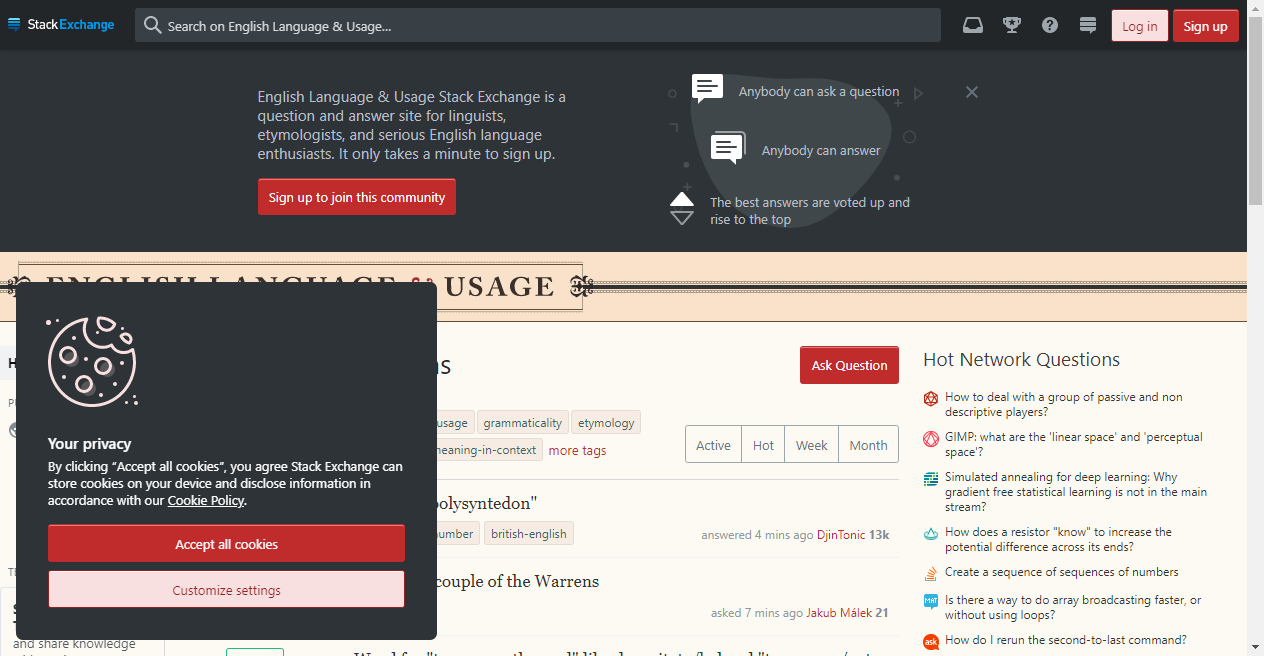 StackExchange
Search on English Language & Usage...
Log in
Sign up
English Language & Usage Stack Exchange is a
question and answer site for linguists,
etymologists, and serious English language
enthusiasts. It only takes a minute to sign up.
Sign up to join this community
Anybody can ask a question
Anybody can answer
The best answers are voted up and
rise to the top
ENGLISH LANGUAGE & USAGE
Your privacy
By clicking “Accept all cookies”, you agree Stack Exchange can
store cookies on your device and disclose information in
accordance with our Cookie Policy.
Accept all cookies
Customize settings
and share knowledge
Ask Question
usage
grammaticality
etymology
meaning-in-context
more tags
Active
Hot
Week
Month
polysyntedon"
number
british-english
answered 4 mins ago DjinTonic 13k
couple of the Warrens
asked 7 mins ago Jakub Málek 21
Hot Network Questions
How to deal with a group of passive and non
descriptive players?
GIMP: what are the 'linear space' and 'perceptual
space'?
Simulated annealing for deep learning: Why
gradient free statistical learning is not in the main
stream?
How does a resistor "know" to increase the
potential difference across its ends?
Create a sequence of sequences of numbers
MAT
Is there a way to do array broadcasting faster, or
without using loops?
ask
How do I rerun the second-to-last command?